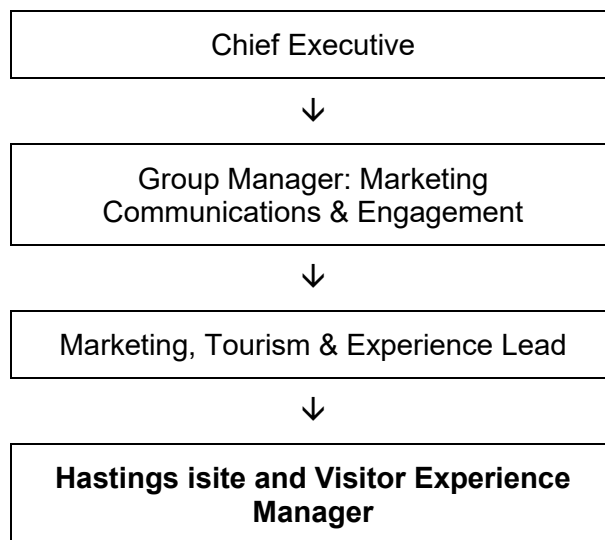 Chief Executive
↓
Group Manager: Marketing
Communications & Engagement
↓
Marketing, Tourism & Experience Lead
↓
Hastings isite and Visitor Experience
Manager